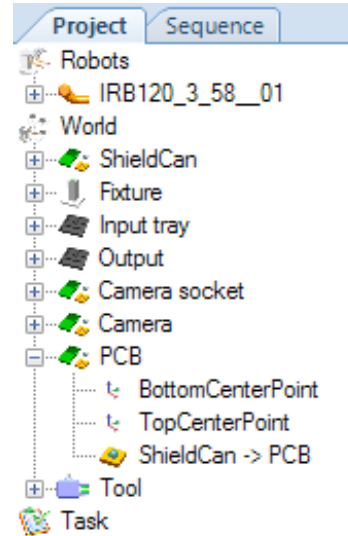 Project Sequence
Robots
IRB120_3_58__01
World
ShieldCan
Fixture
Input tray
Output
Camera socket
Camera
PCB
BottomCenterPoint
TopCenterPoint
ShieldCan -> PCB
Tool
Task